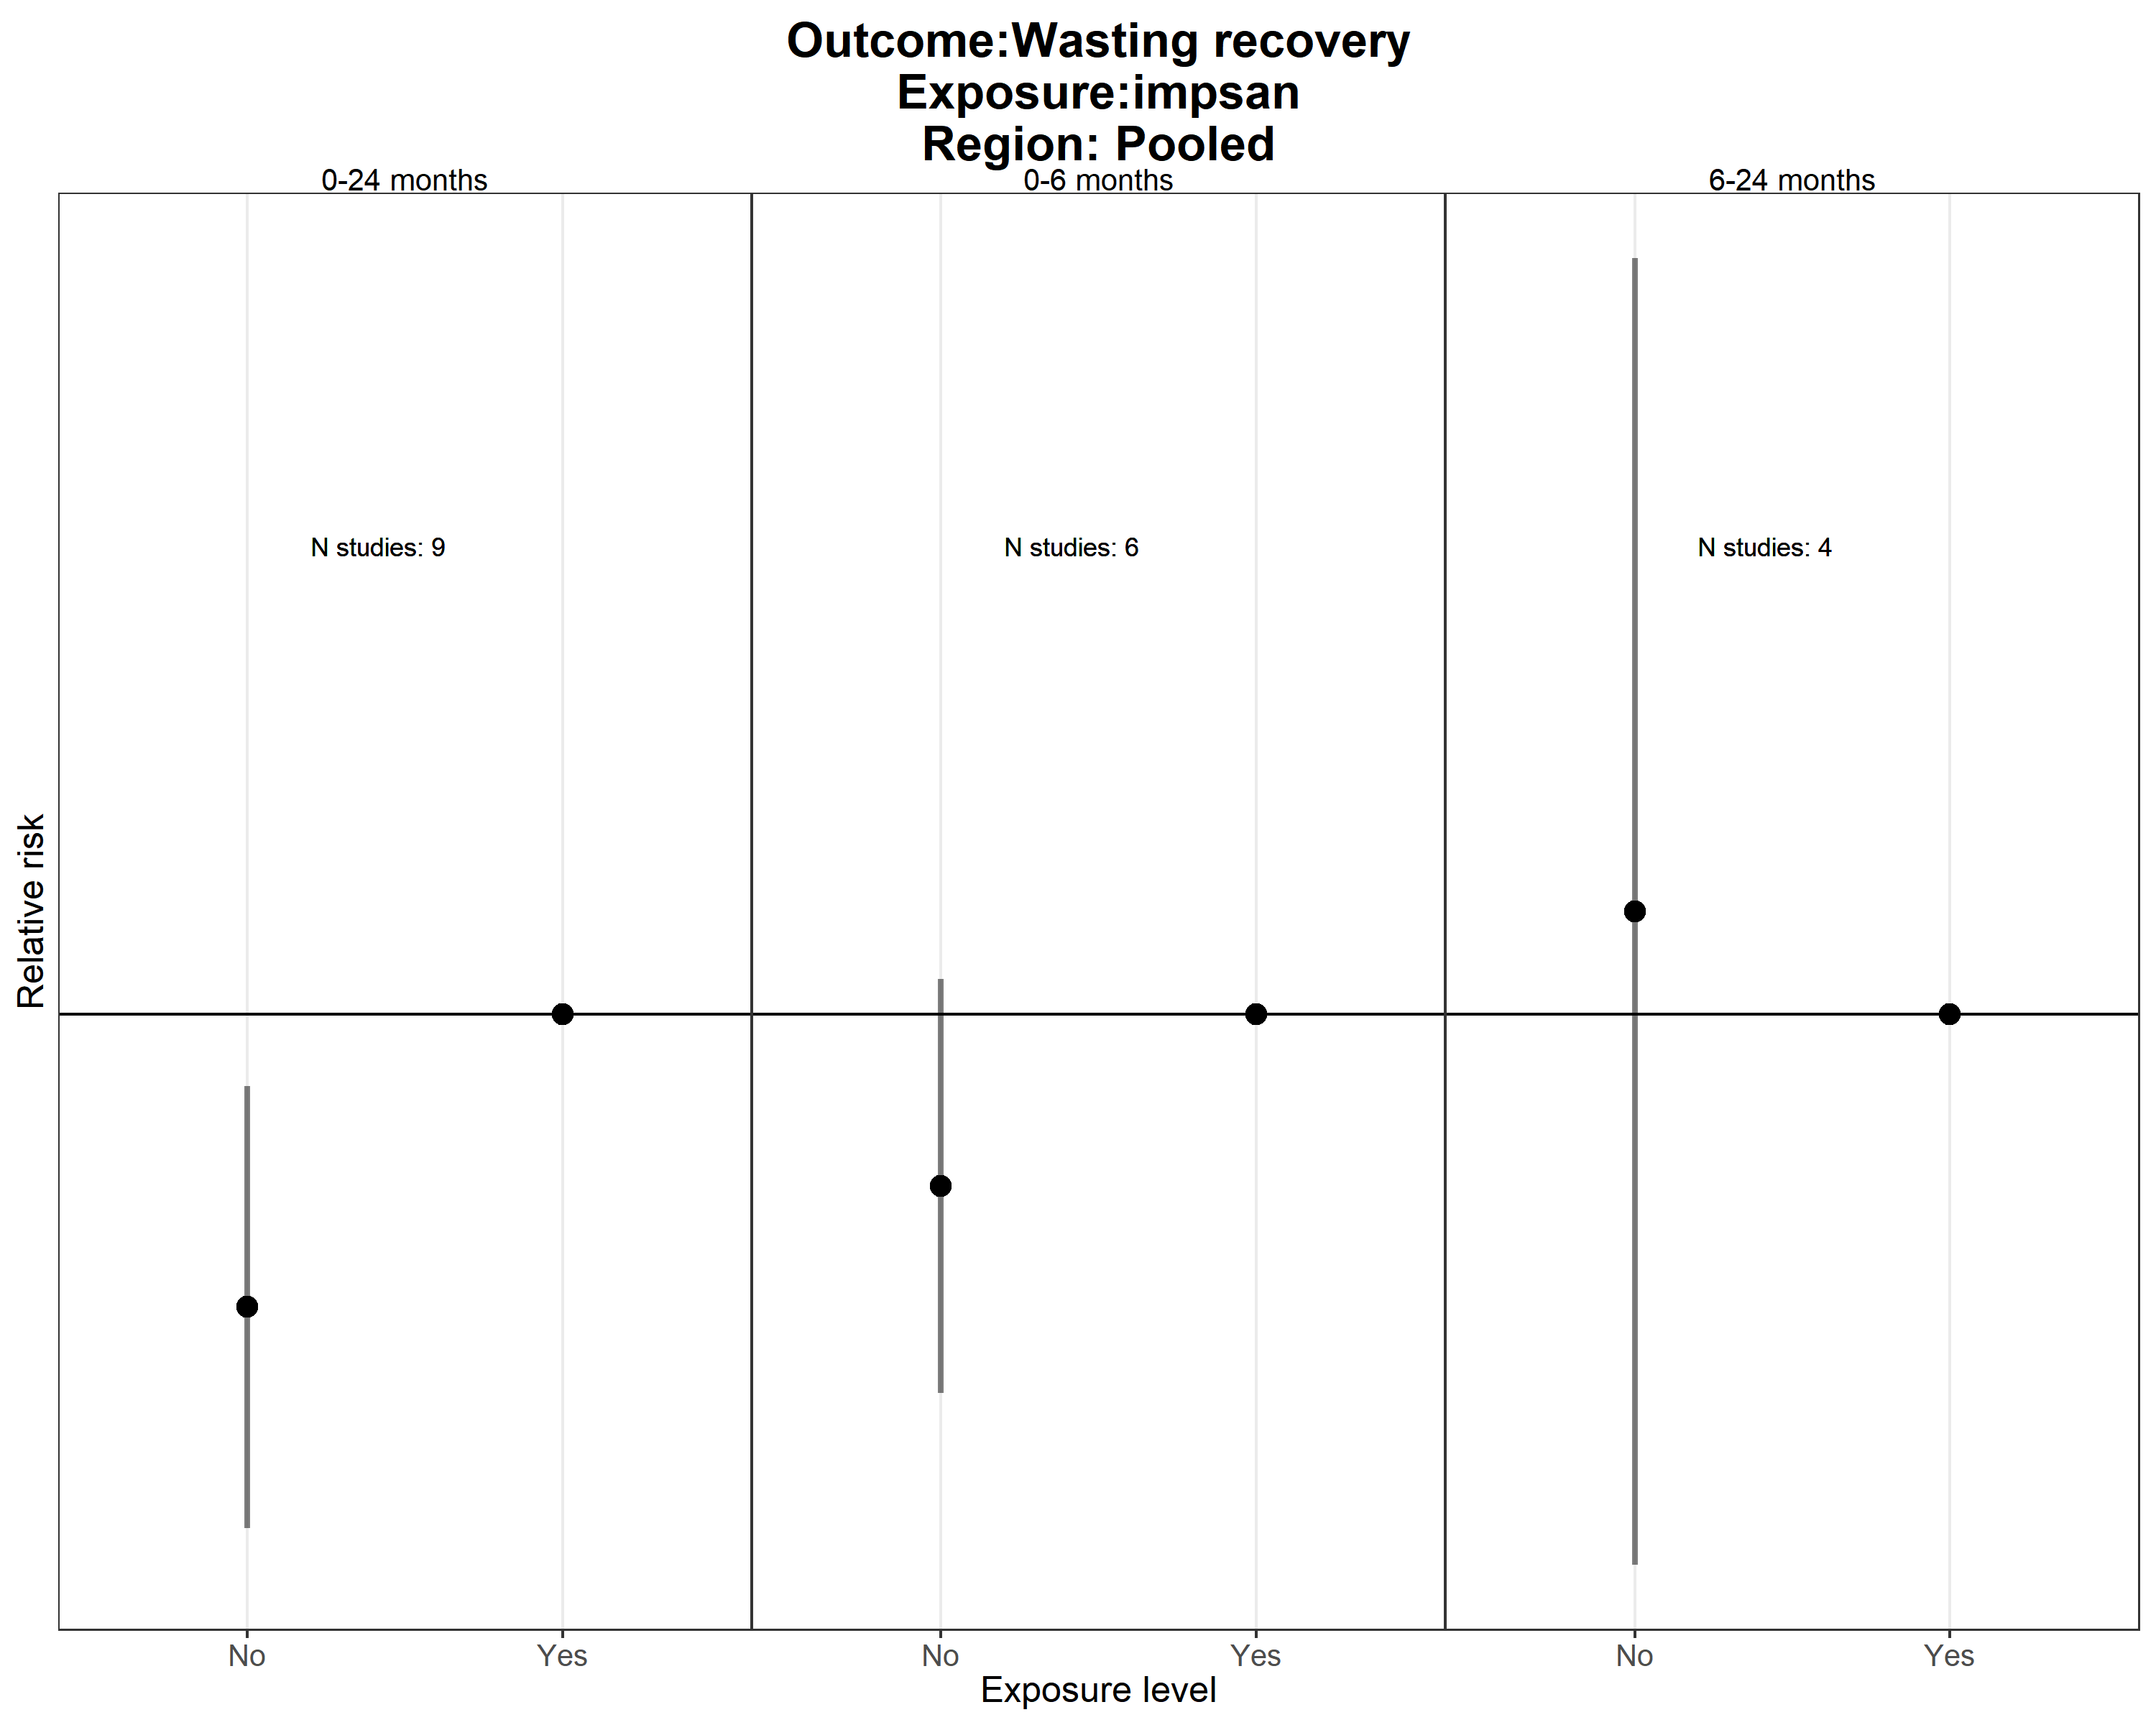 Outcome:Wasting recovery
Exposure:impsan
Region: Pooled
0-24 months
0-6 months
6-24 months
N studies: 9
N studies: 6
N studies: 4
Relative risk
No
Yes
No
Yes
No
Yes
Exposure level